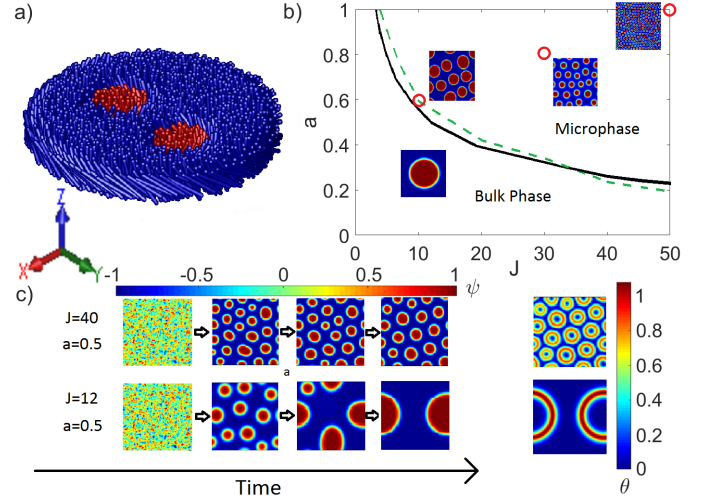 a)
Z
X
Y
b)
1
0.8
0.6
0.4
0.2
0
a
Microphase
Bulk Phase
0
10
20
30
40
50
J
-1
-0.5
0
0.5
1
ψ
c)
J=40
a=0.5
a
J=12
a=0.5
Time
1
0.8
0.6
0.4
0.2
0
θ